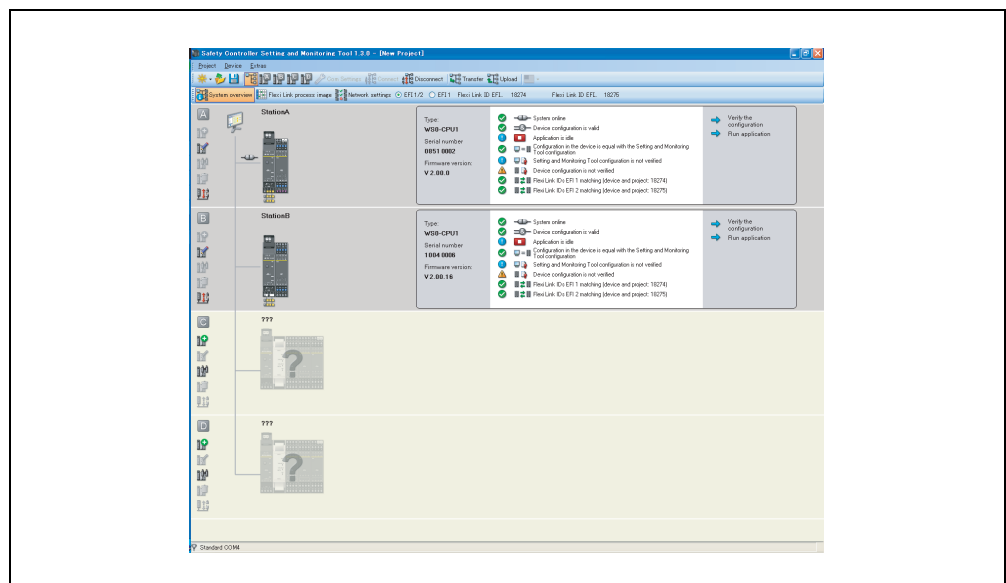 Safety Controller Setting and Monitoring Tool 1.3.0 - [New Project]
Project Device Extras
Disconnect Transfer Upload
System overview Flexi Link process image Network settings EFI1/2 EFI1 Flexi Link ID EFI. 18274 Flexi Link ID EFI. 18275
A
StationA
Type:
WS0-CPU1
Serial number
0851 0002
Firmware version:
V 2.00.0
System online
Device configuration is valid
Application is idle
Configuration in the device is equal with the Setting and Monitoring
Tool configuration
Setting and Monitoring Tool configuration is not verified
Device configuration is not verified
Flexi Link IDs EFI 1 matching (device and project: 18274)
Flexi Link IDs EFI 2 matching (device and project: 18275)
Verify the
configuration
Run application
B
StationB
Type:
WS0-CPU1
Serial number
1004 0006
Firmware version:
V 2.00.16
System online
Device configuration is valid
Application is idle
Configuration in the device is equal with the Setting and Monitoring
Tool configuration
Setting and Monitoring Tool configuration is not verified.
Device configuration is not verified
Flexi Link IDs EFI 1 matching (device and project: 18274)
Flexi Link IDs EFI 2 matching (device and project: 18275)
Verify the
configuration
Run application
C
???
?
D
???
?
Standard COM4